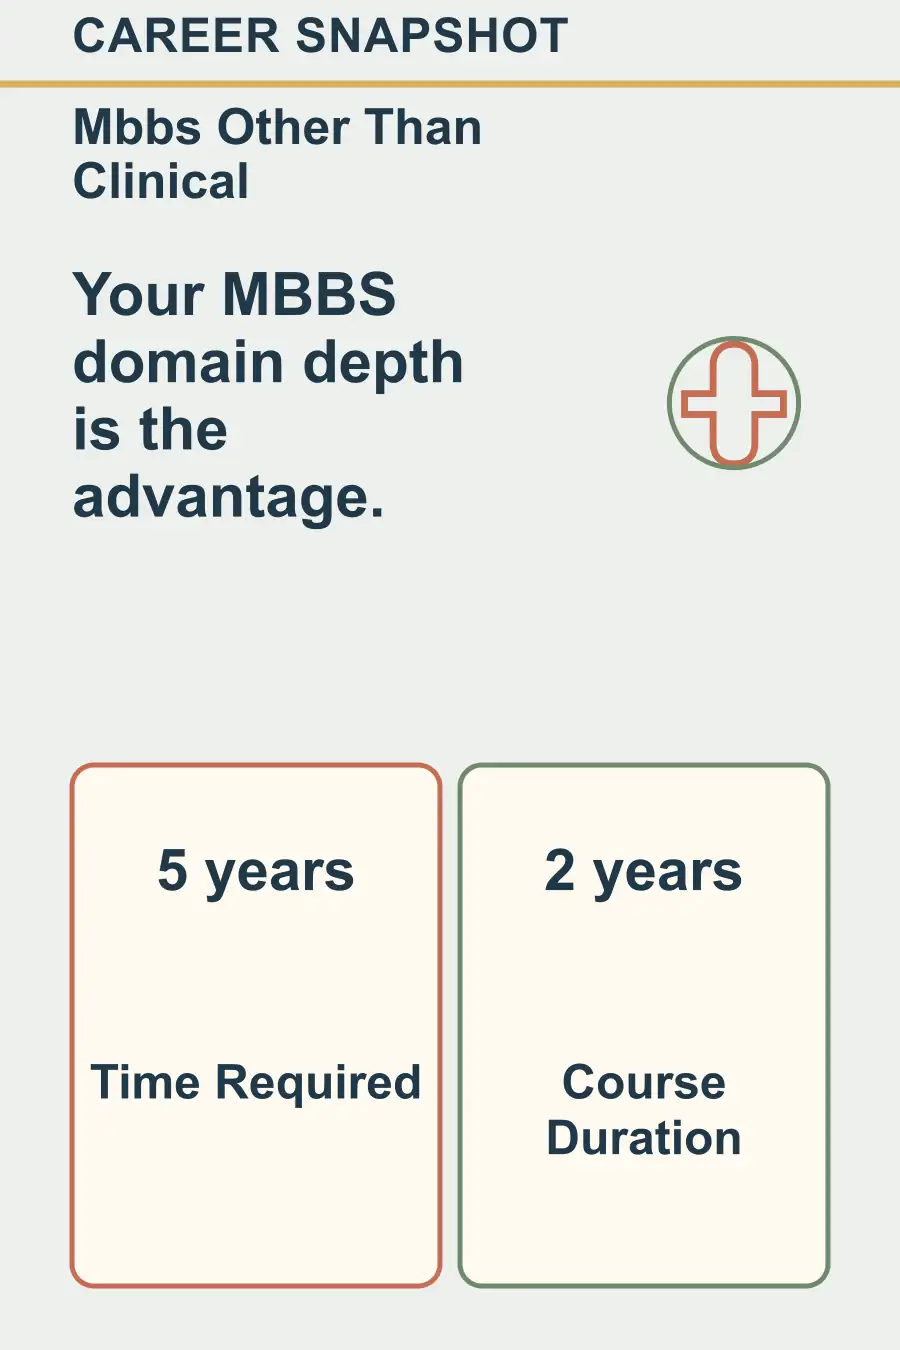 CAREER SNAPSHOT
Mbbs Other Than
Clinical
Your MBBS
domain depth
is the
advantage.
5 years
Time Required
2 years
Course
Duration